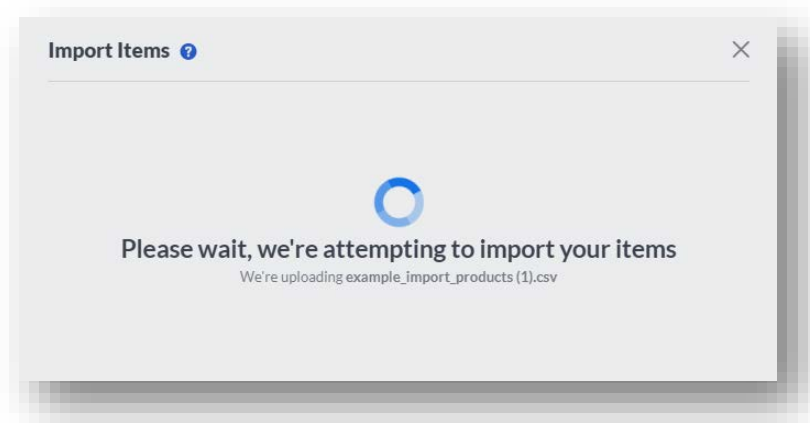 Import Items ?
Please wait, we're attempting to import your items
We're uploading example_import_products (1).csv